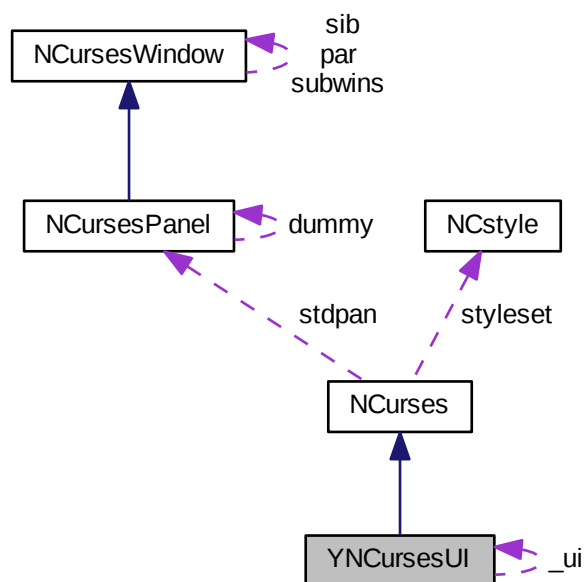 sib
NCursesWindow
par
subwins
NCursesPanel
dummy
NCstyle
stdpan
styleset
NCurses
YNCursesUI
_ui